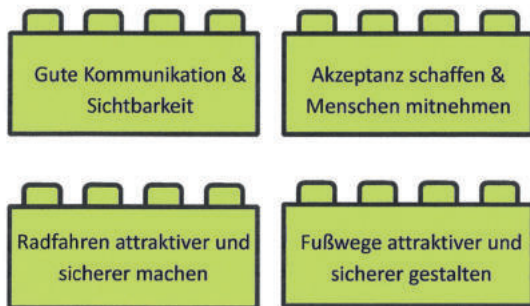 Gute Kommunikation &
Sichtbarkeit
Akzeptanz schaffen &
Menschen mitnehmen
Radfahren attraktiver und
sicherer machen
Fußwege attraktiver und
sicherer gestalten